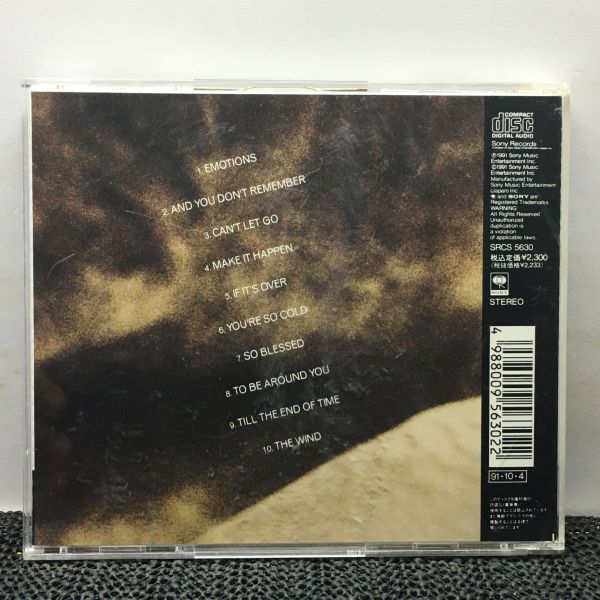 1. EMOTIONS
2. AND YOU DON'T REMEMBER
3. CAN'T LET GO
4. MAKE IT HAPPEN
5. IF IT'S OVER
6. YOU'RE SO COLD
7. SO BLESSED
8. TO BE AROUND YOU
9. TILL THE END OF TIME
10. THE WIND
COMPACT
disc
DIGITAL AUDIO
Sony Records
℗1991 Sony Music
Entertainment Inc.
©1991 Sony Music
Entertainment Inc.
Manufactured by
Sony Music Entertainment
(Japan) Inc.
and SONY are
Registered Trademarks.
WARNING:
All Rights Reserved.
Unauthorized
duplication is
a violation
of applicable laws.
SRCS 5630
税込定価¥2,300
(税抜価格¥2,233)
STEREO
4 988009 563022
91・10・4